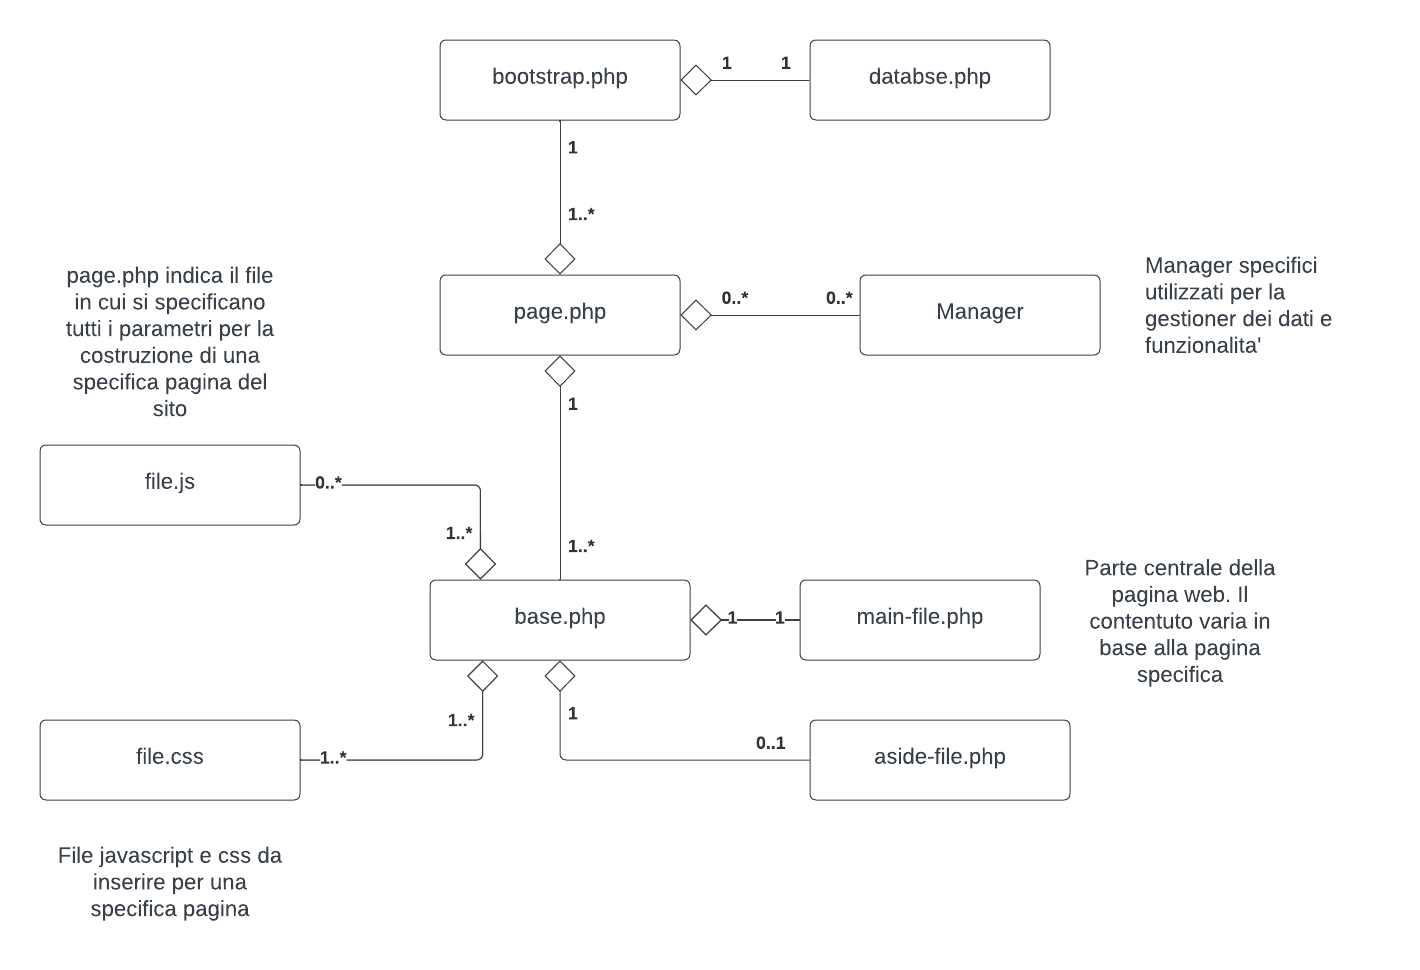 bootstrap.php
1
1
databse.php
1
1..*
page.php indica il file
in cui si specificano
tutti i parametri per la
costruzione di una
specifica pagina del
sito
page.php
0..*
0..*
Manager
Manager specifici
utilizzati per la
gestioner dei dati e
funzionalita'
1
file.js
0..*
1..*
1..*
base.php
1
1
main-file.php
Parte centrale della
pagina web. Il
contentuto varia in
base alla pagina
specifica
file.css
1..*
1..*
1
0..1
aside-file.php
File javascript e css da
inserire per una
specifica pagina